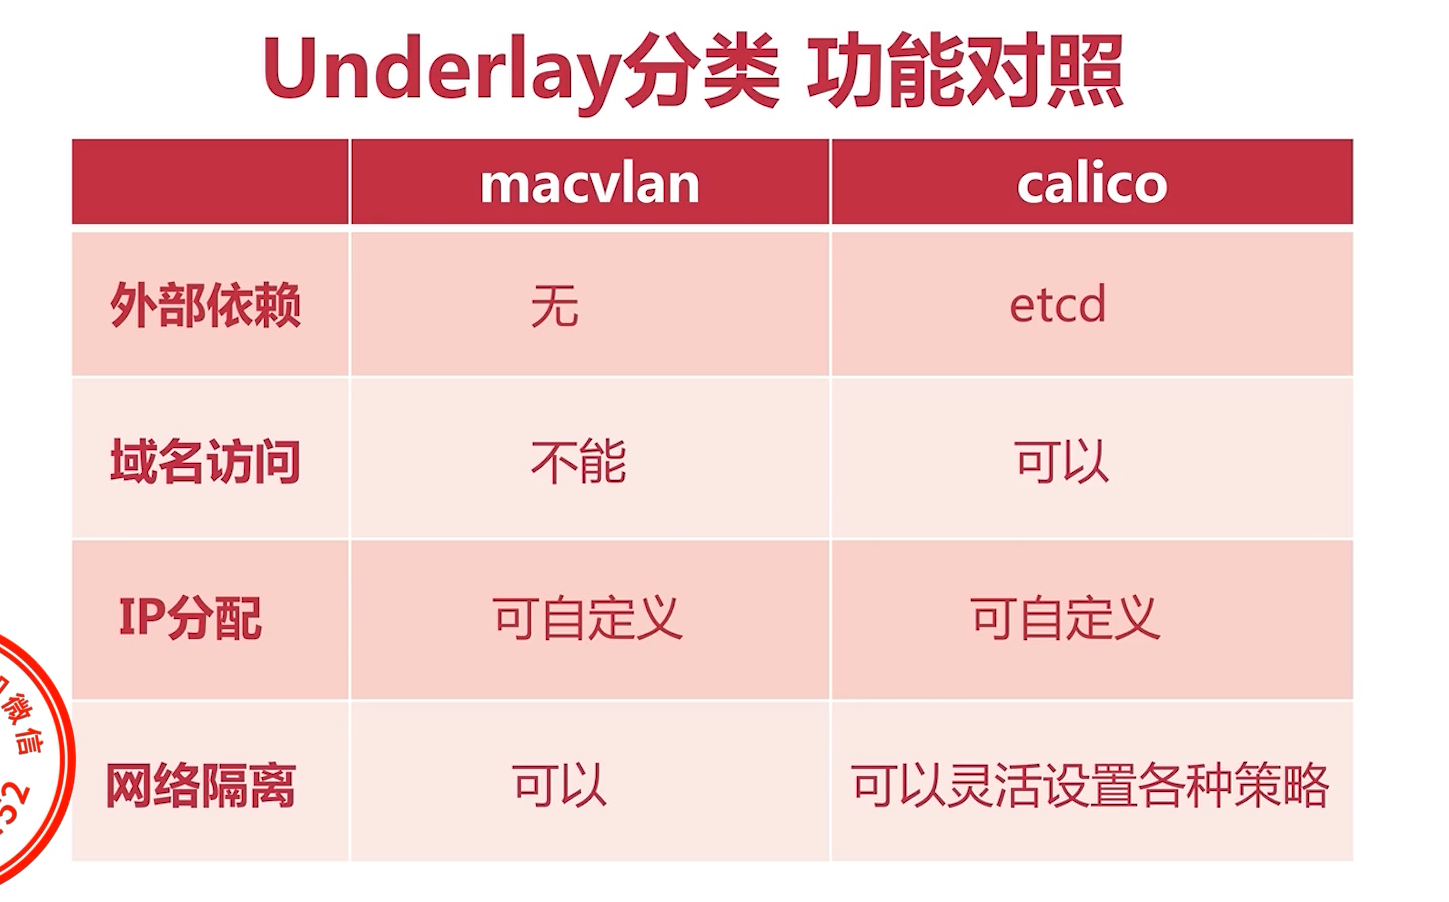 Underlay分类 功能对照
macvlan calico
外部依赖 无 etcd
域名访问 不能 可以
IP分配 可自定义 可自定义
网络隔离 可以 可以灵活设置各种策略
微信
52